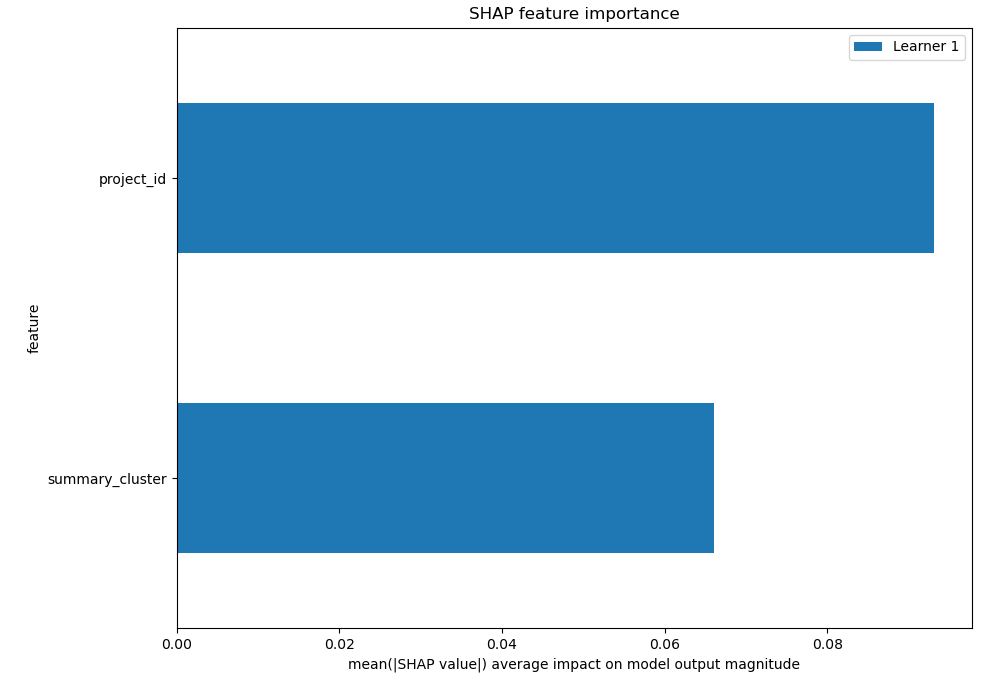 SHAP feature importance
Learner 1
project_id
feature
summary_cluster
0.00 0.02 0.04 0.06 0.08
mean(|SHAP value|) average impact on model output magnitude